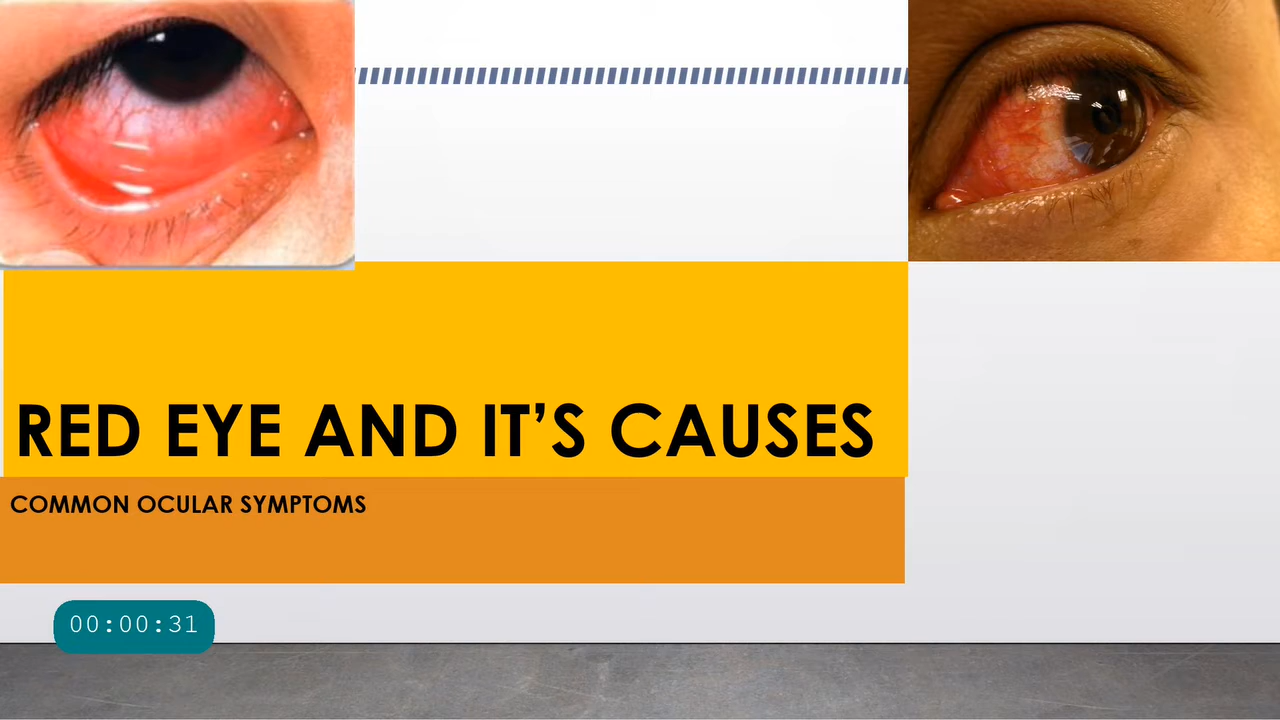 RED EYE AND IT’S CAUSES
COMMON OCULAR SYMPTOMS
00:00:31